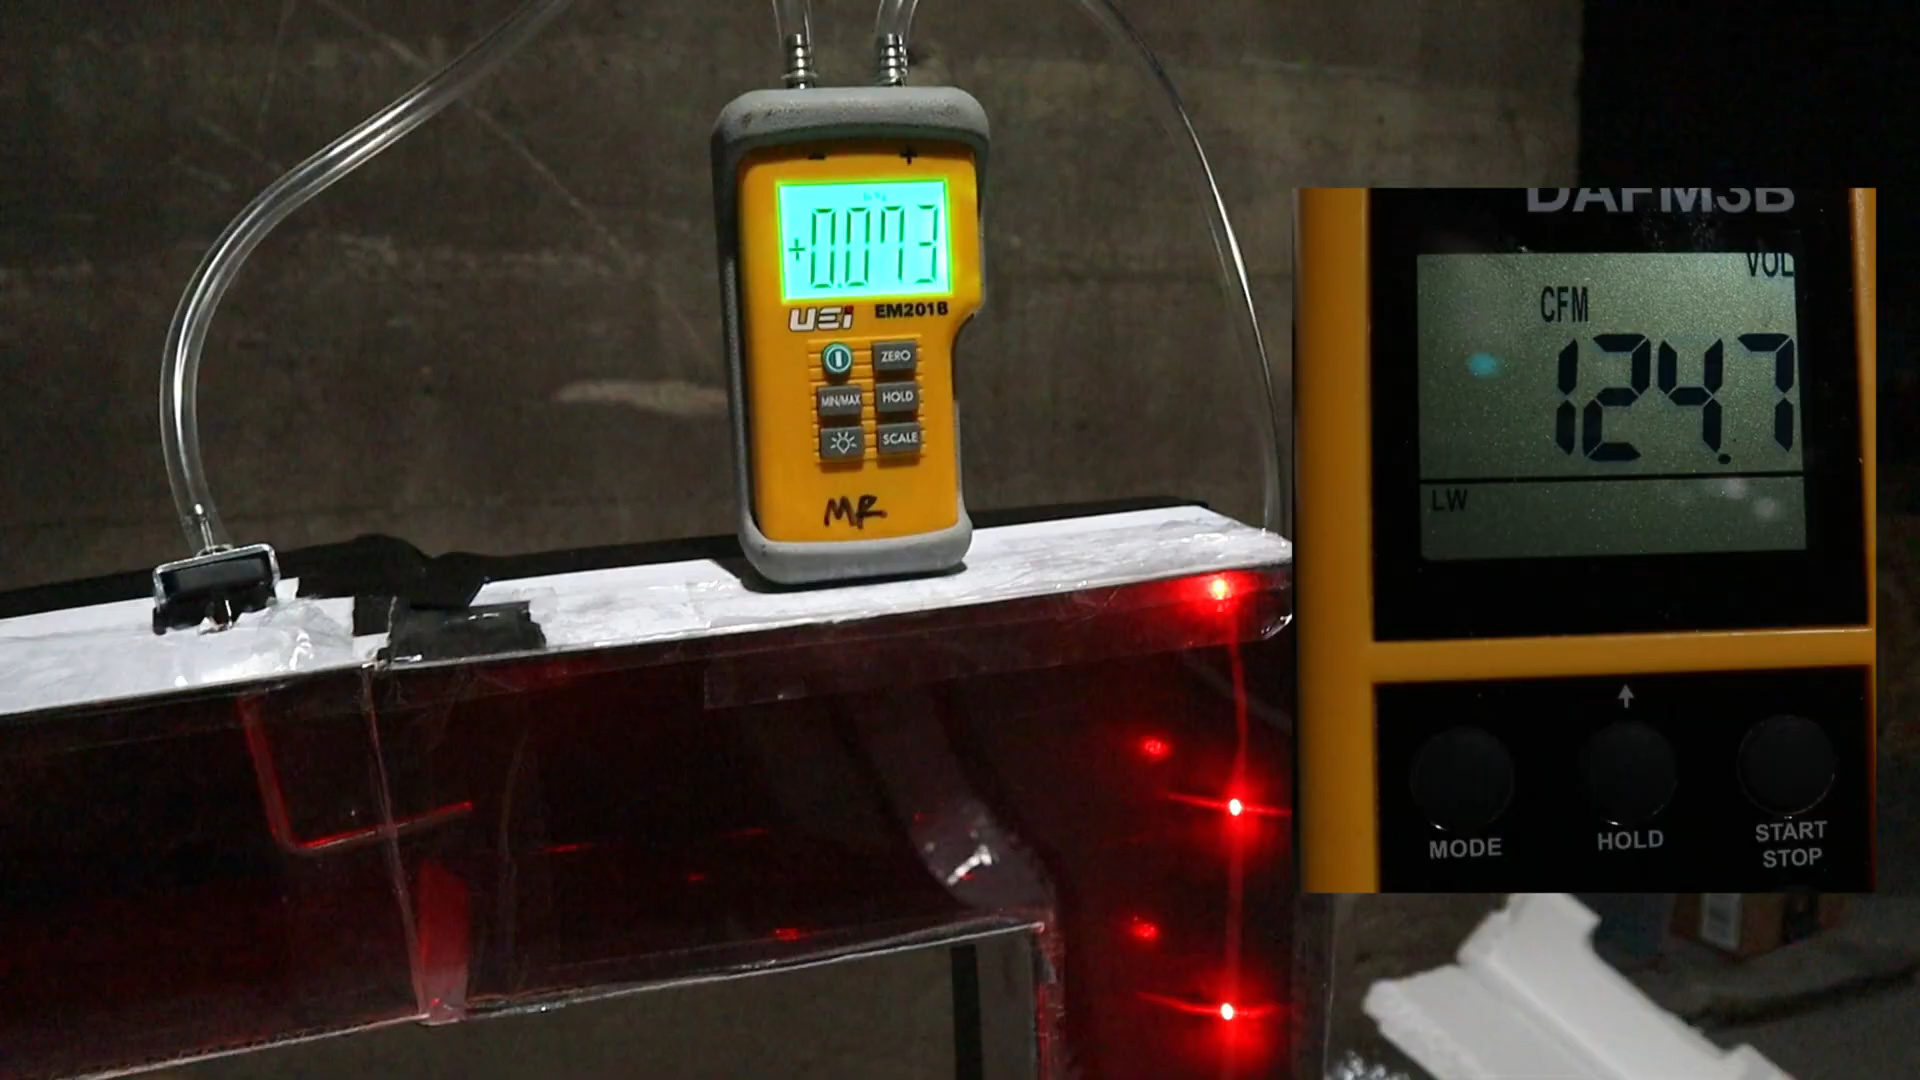 - +
+0.073
UEi EM201B
ZERO
MIN/MAX HOLD
SCALE
MR
DAFM3B
VOL
CFM
124.7
LW
MODE
HOLD
START
STOP